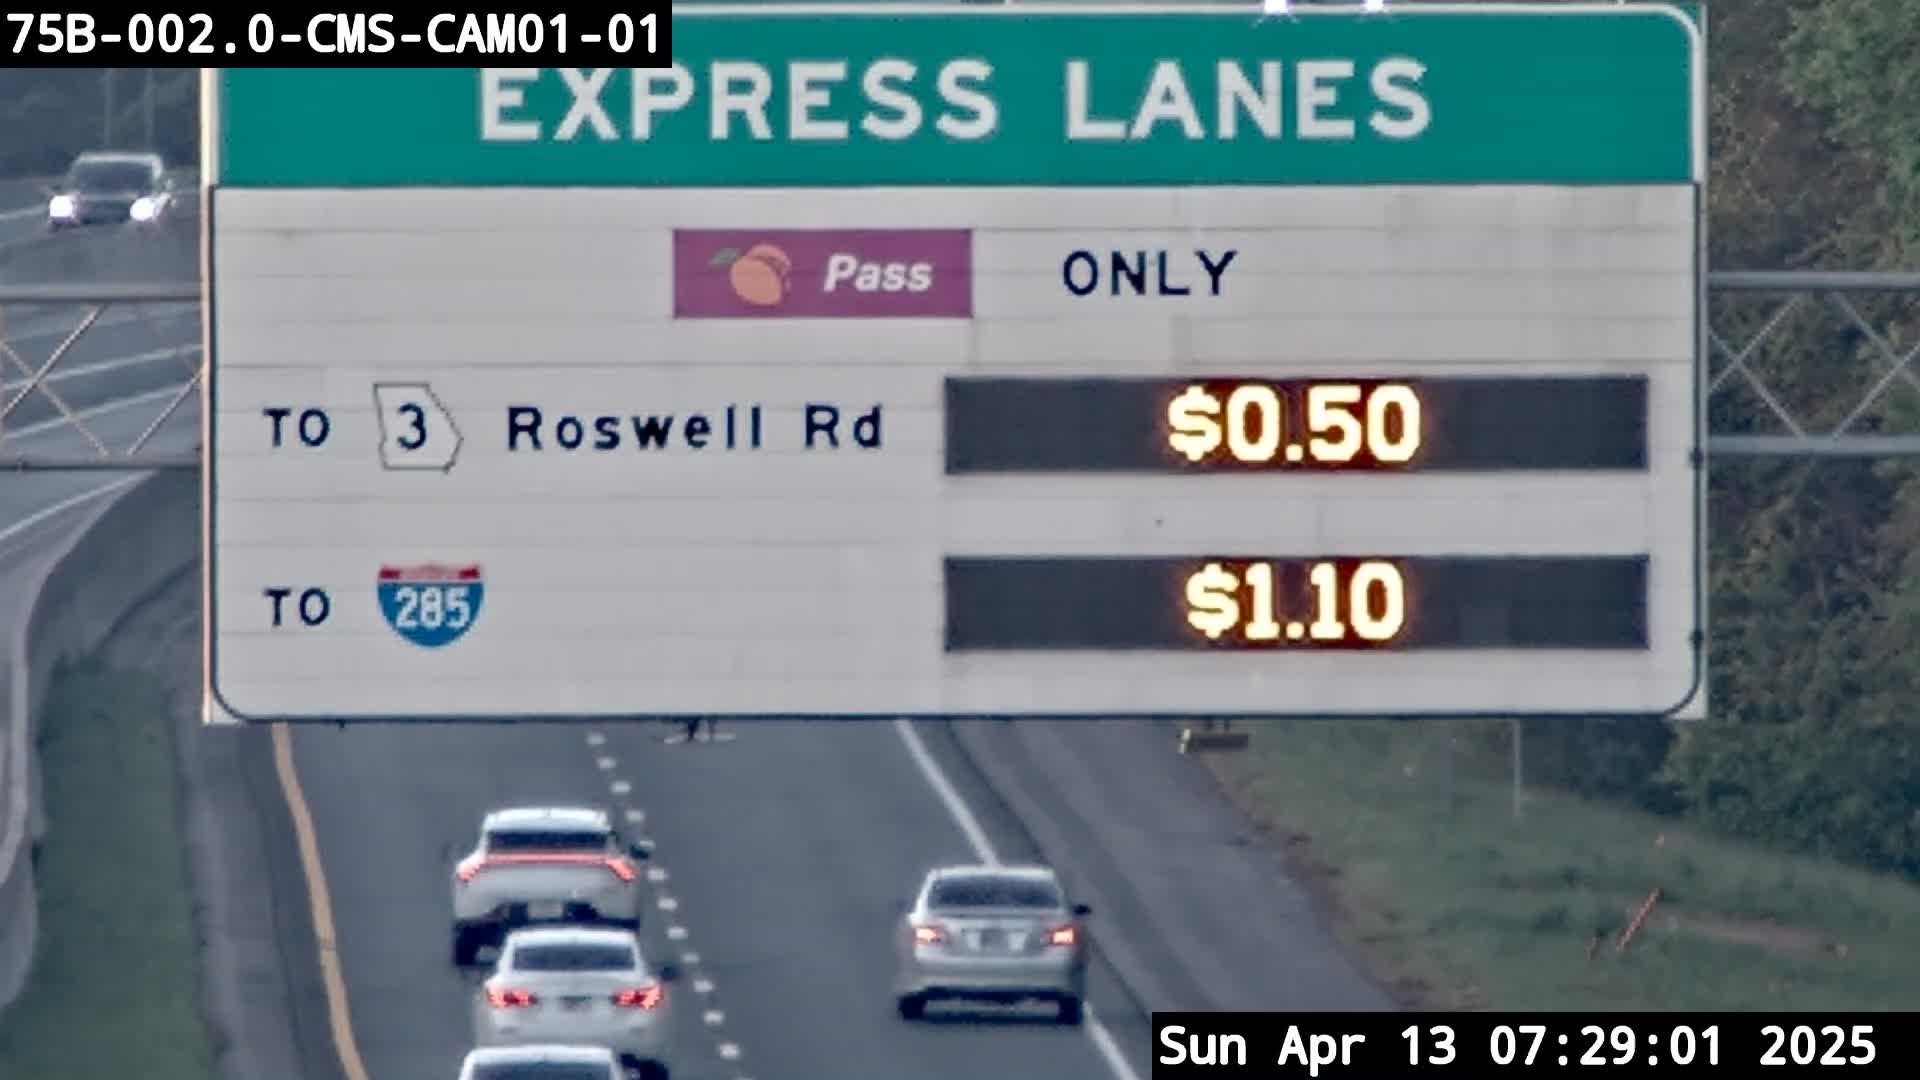 75B-002.0-CMS-CAM01-01
EXPRESS LANES
Pass ONLY
TO 3 Roswell Rd $0.50
TO 285 $1.10
Sun Apr 13 07:29:01 2025